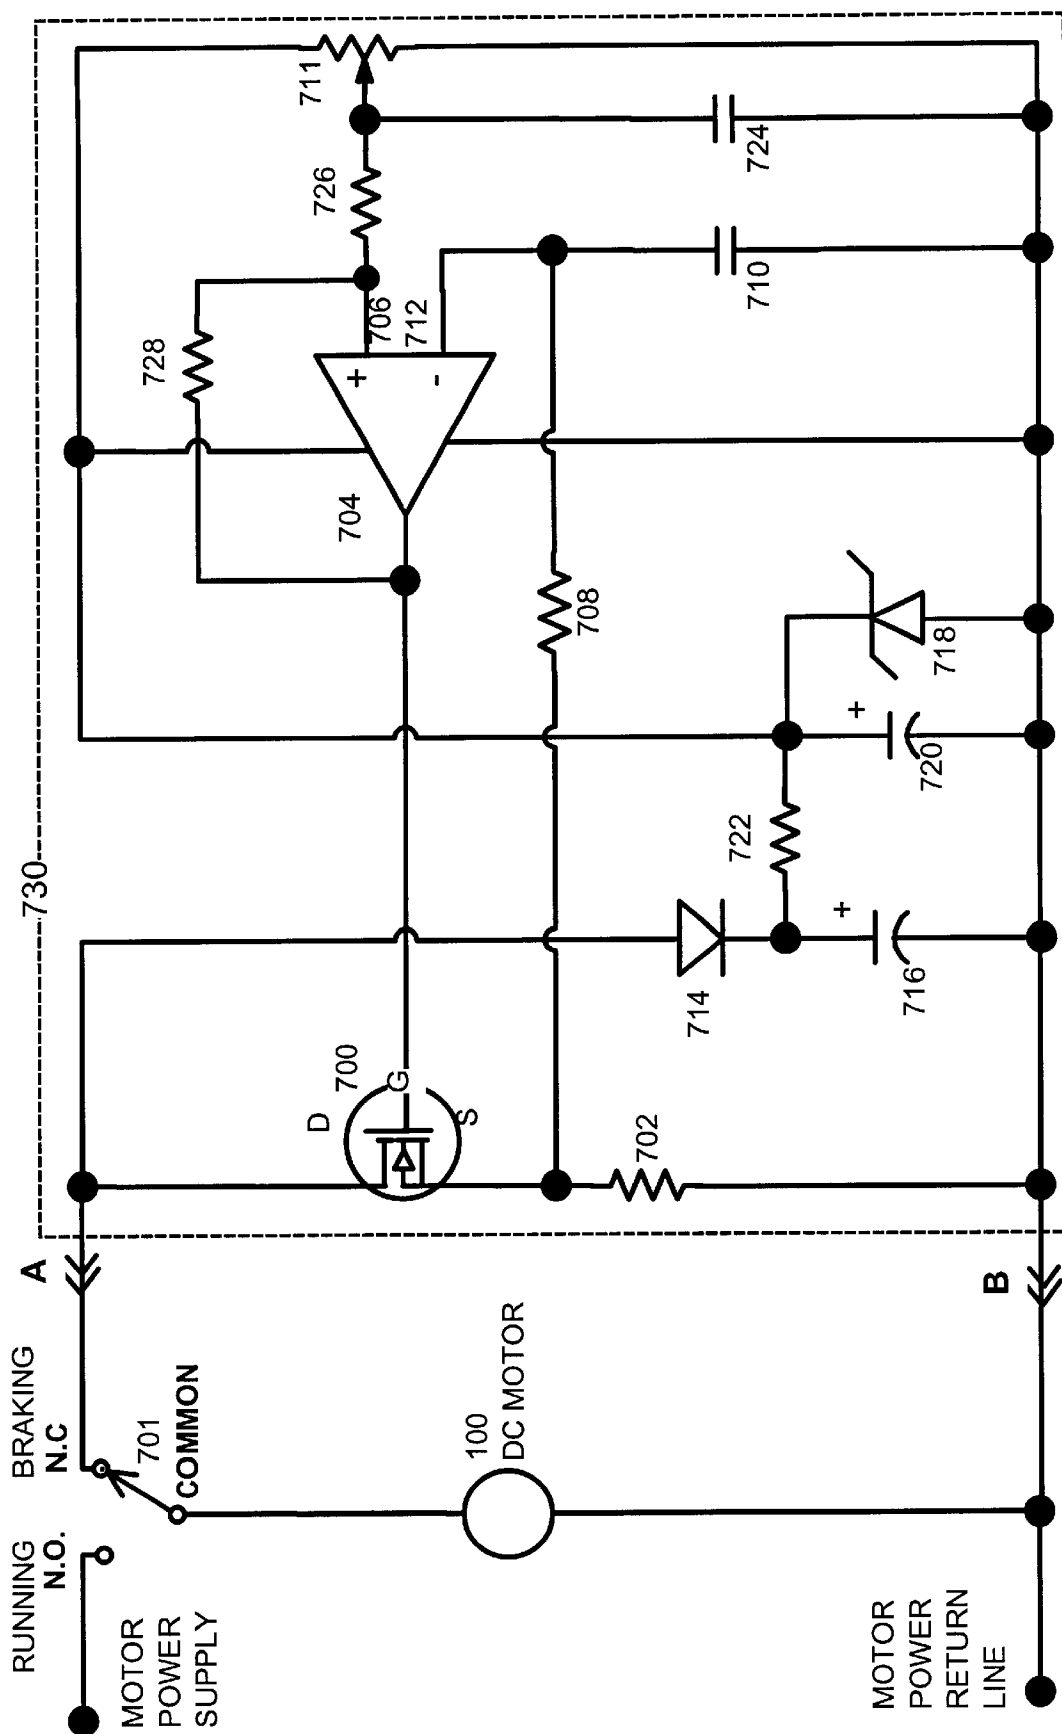 730
RUNNING
N.O.
BRAKING
N.C
A
701
COMMON
MOTOR
POWER
SUPPLY
100
DC MOTOR
MOTOR
POWER
RETURN
LINE
B
D
700
G
S
702
714
+
716
722
+
720
718
708
704
728
+
706
-
712
726
711
710
724